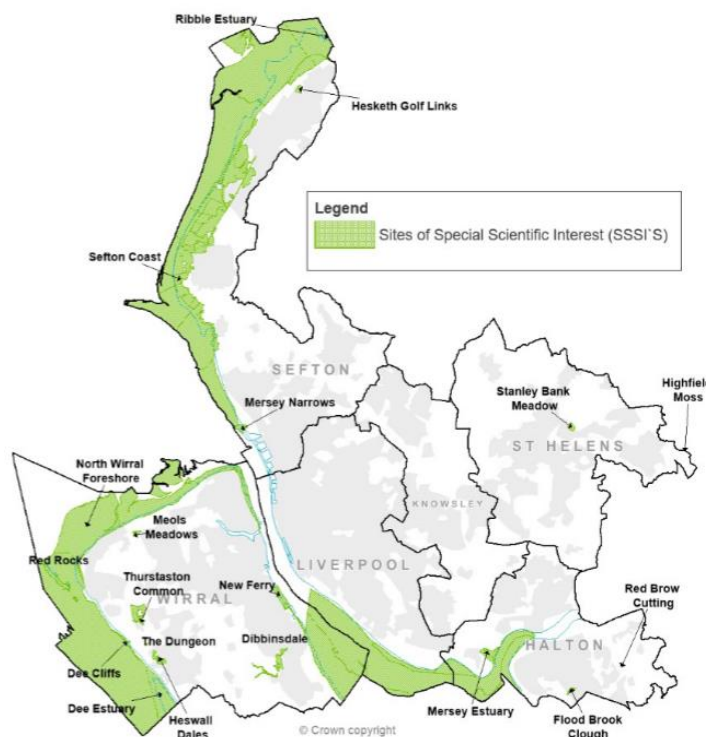 Ribble Estuary
Hesketh Golf Links
Legend
Sites of Special Scientific Interest (SSSI`S)
Sefton Coast
SEFTON
Mersey Narrows
Stanley Bank
Meadow
Highfield
Moss
ST HELENS
North Wirral
Foreshore
KNOWSLEY
Meols
Meadows
Red Rocks
LIVERPOOL
Thurstaston
Common
New Ferry
WIRRAL
Red Brow
Cutting
The Dungeon
Dibbinsdale
HALTON
Dee Cliffs
Dee Estuary
Heswall
Dales
Mersey Estuary
Flood Brook
Clough
© Crown copyright